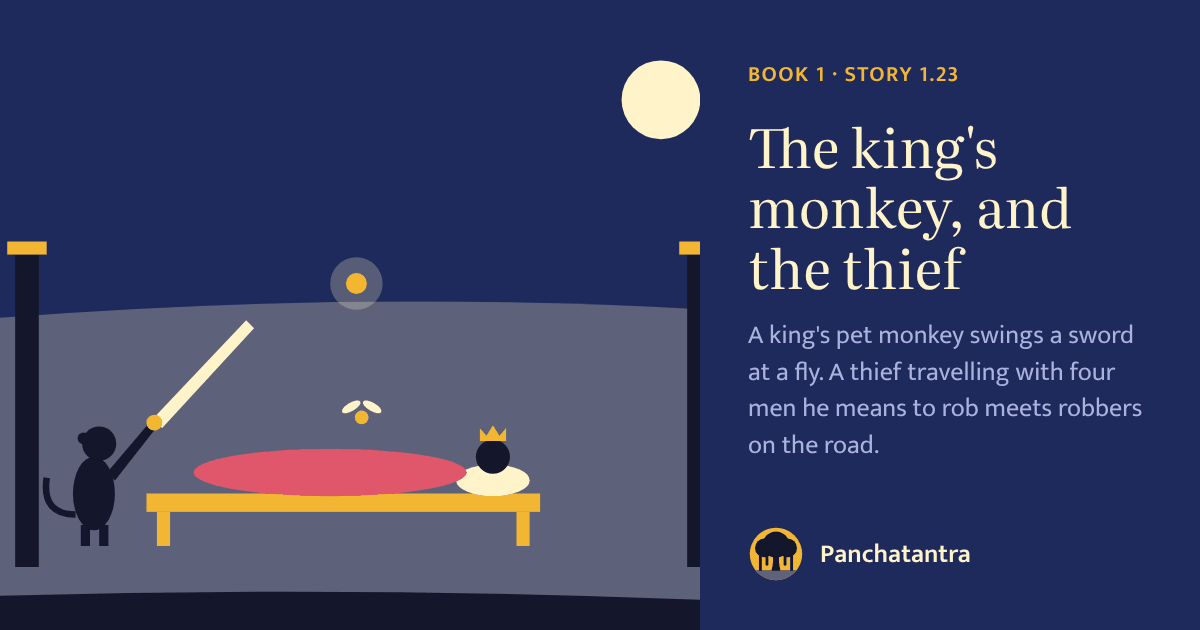 BOOK 1 · STORY 1.23
The king's
monkey, and
the thief
A king's pet monkey swings a sword
at a fly. A thief travelling with four
men he means to rob meets robbers
on the road.
Panchatantra